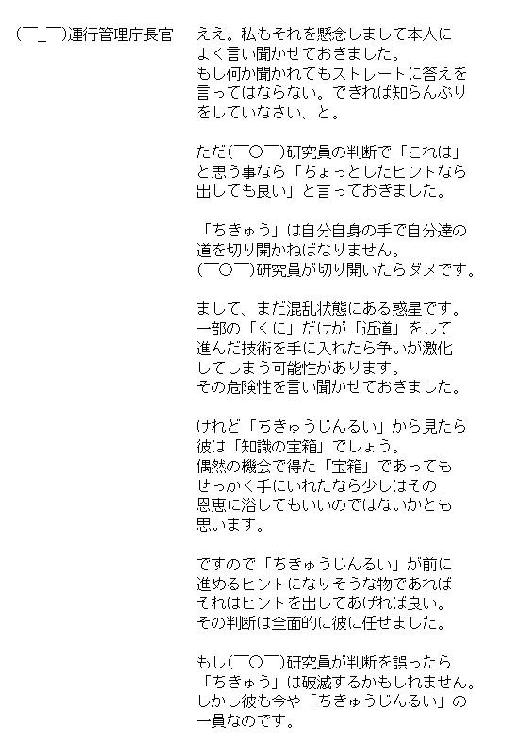 (￣_￣)運行管理庁長官　ええ。私もそれを懸念しまして本人に
よく言い聞かせておきました。
もし何か聞かれてもストレートに答えを
言ってはならない。できれば知らんぷり
をしていなさい、と。
ただ(￣○￣)研究員の判断で「これは」
と思う事なら「ちょっとしたヒントなら
出しても良い」と言っておきました。
「ちきゅう」は自分自身の手で自分達の
道を切り開かねばなりません。
(￣○￣)研究員が切り開いたらダメです。
まして、まだ混乱状態にある惑星です。
一部の「くに」だけが「近道」をして
進んだ技術を手に入れたら争いが激化
してしまう可能性があります。
その危険性を言い聞かせておきました。
けれど「ちきゅうじんるい」から見たら
彼は「知識の宝箱」でしょう。
偶然の機会で得た「宝箱」であっても
せっかく手にいれたなら少しはその
恩恵に浴してもいいのではないかとも
思います。
ですので「ちきゅうじんるい」が前に
進めるヒントになりそうな物であれば
それはヒントを出してあげれば良い。
その判断は全面的に彼に任せました。
もし(￣○￣)研究員が判断を誤ったら
「ちきゅう」は破滅するかもしれません。
しかし彼も今や「ちきゅうじんるい」の
一員なのです。